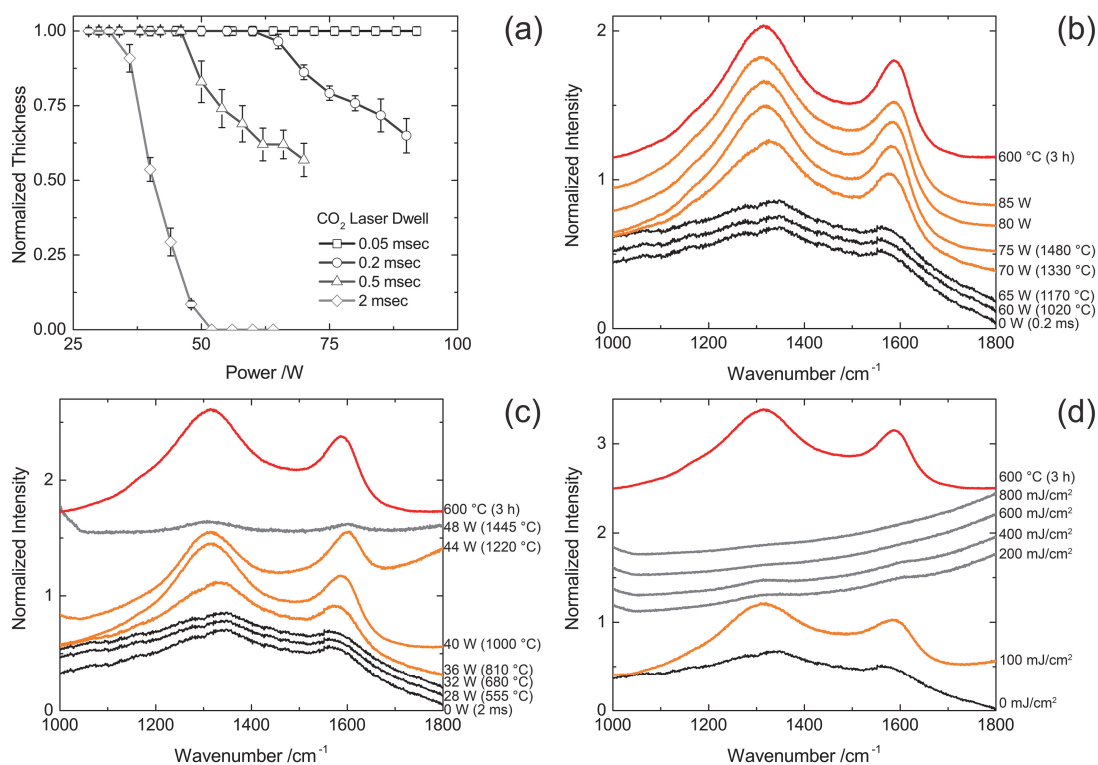 (a)
1.00
0.75
0.50
0.25
0.00
Normalized Thickness
CO2 Laser Dwell
0.05 msec
0.2 msec
0.5 msec
2 msec
25 50 75 100
Power /W
(b)
2
1
0
Normalized Intensity
600 °C (3 h)
85 W
80 W
75 W (1480 °C)
70 W (1330 °C)
65 W (1170 °C)
60 W (1020 °C)
0 W (0.2 ms)
1000 1200 1400 1600 1800
Wavenumber /cm-1
(c)
2
1
0
Normalized Intensity
600 °C (3 h)
48 W (1445 °C)
44 W (1220 °C)
40 W (1000 °C)
36 W (810 °C)
32 W (680 °C)
28 W (555 °C)
0 W (2 ms)
1000 1200 1400 1600 1800
Wavenumber /cm-1
(d)
3
2
1
0
Normalized Intensity
600 °C (3 h)
800 mJ/cm2
600 mJ/cm2
400 mJ/cm2
200 mJ/cm2
100 mJ/cm2
0 mJ/cm2
1000 1200 1400 1600 1800
Wavenumber /cm-1